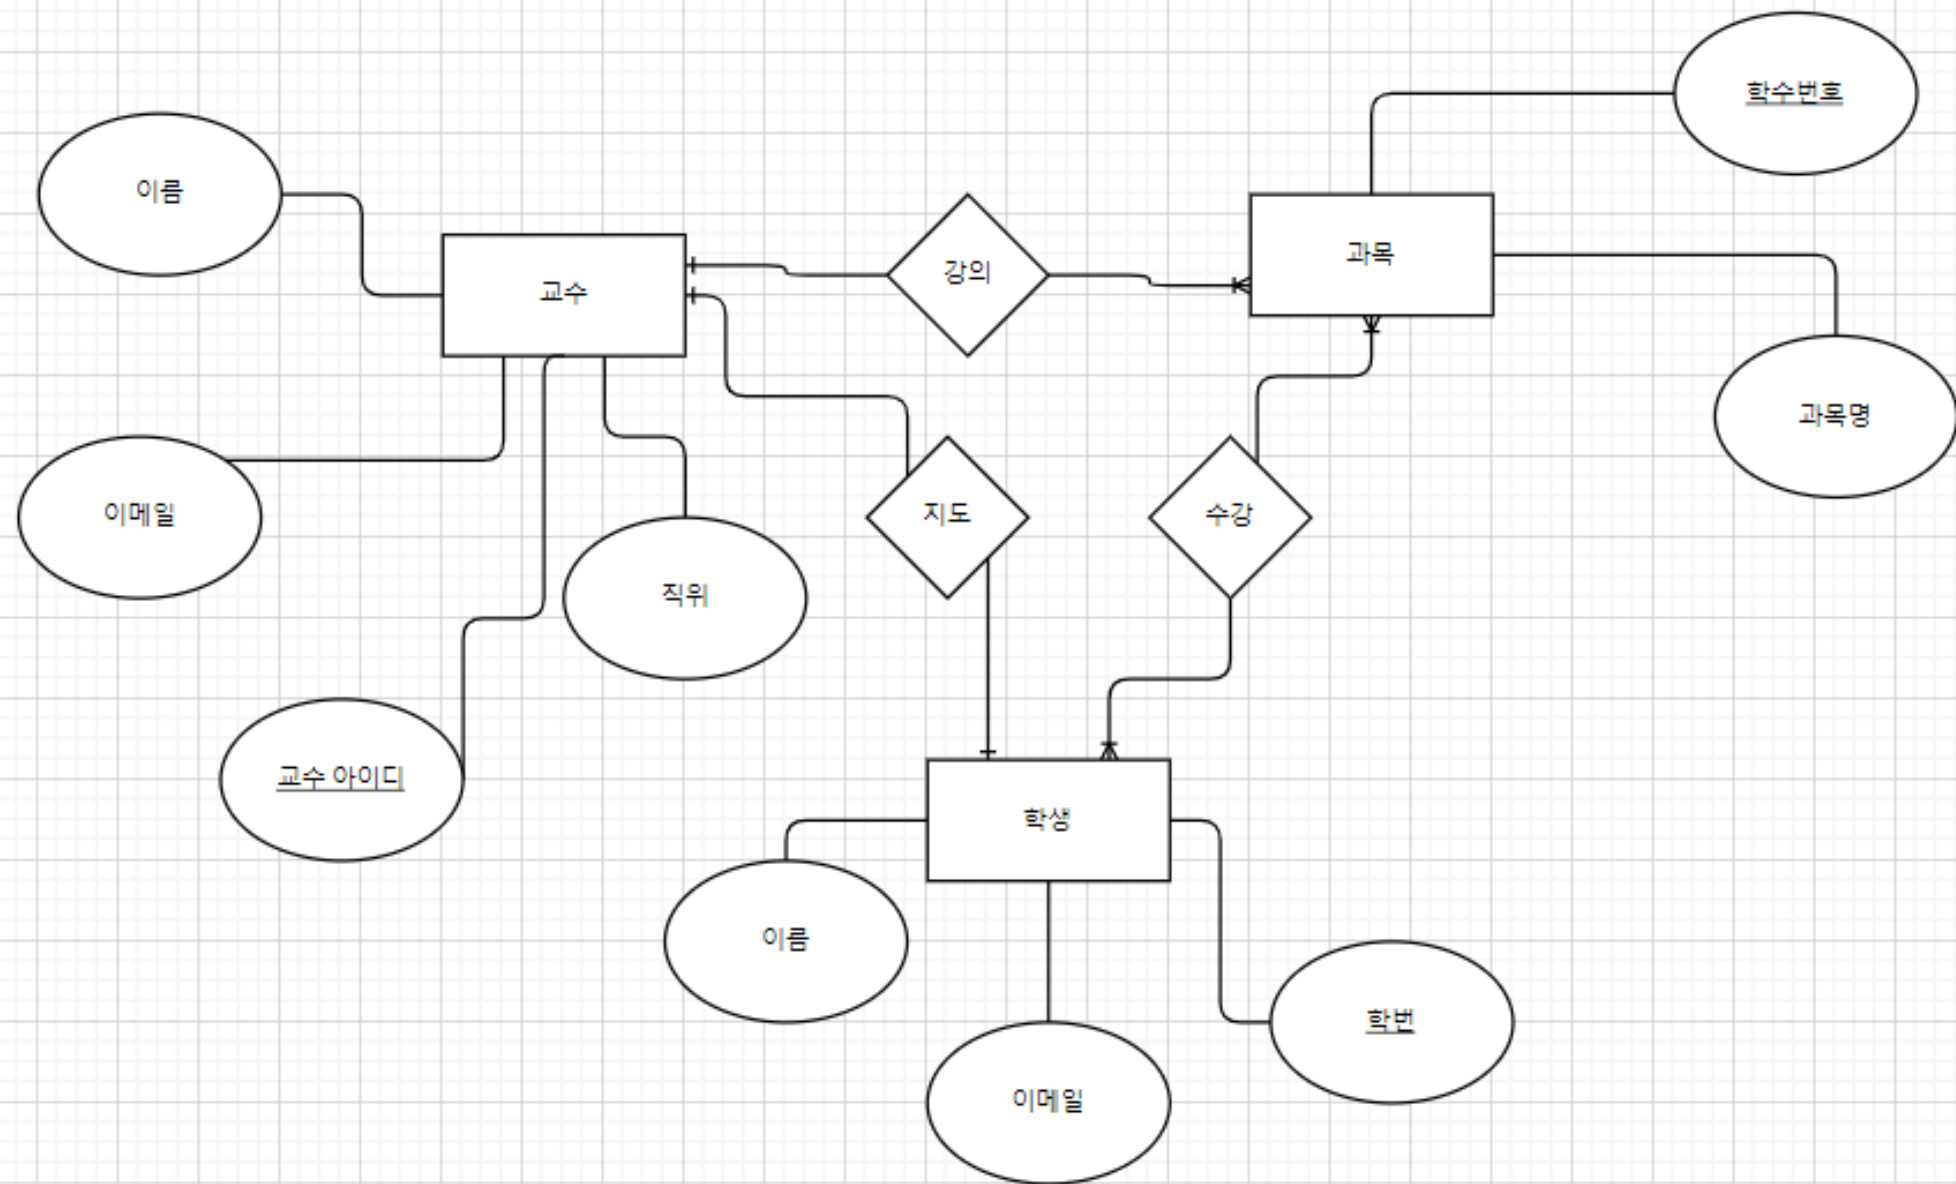 학수번호
이름
과목
강의
교수
과목명
이메일
지도
수강
직위
교수 아이디
학생
이름
학번
이메일